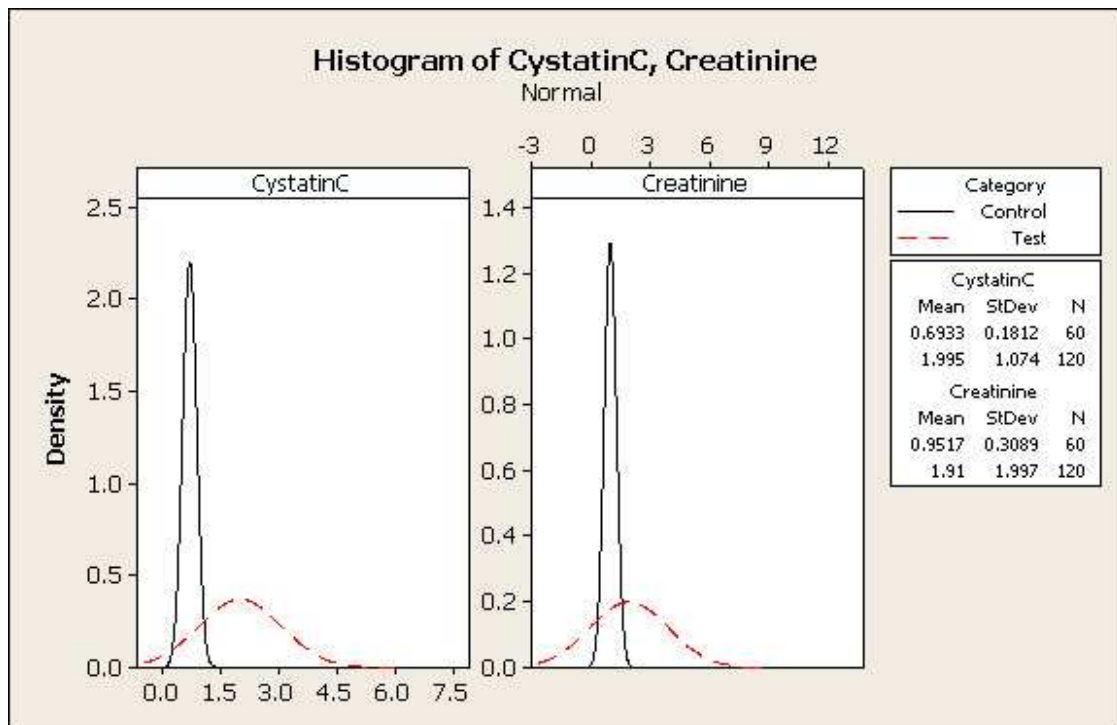 Histogram of CystatinC, Creatinine
Normal
-3 0 3 6 9 12
CystatinC
Creatinine
Density
2.5
2.0
1.5
1.0
0.5
0.0
0.0 1.5 3.0 4.5 6.0 7.5
1.4
1.2
1.0
0.8
0.6
0.4
0.2
0.0
Category
Control
Test
CystatinC
Mean StDev N
0.6933 0.1812 60
1.995 1.074 120
Creatinine
Mean StDev N
0.9517 0.3089 60
1.91 1.997 120